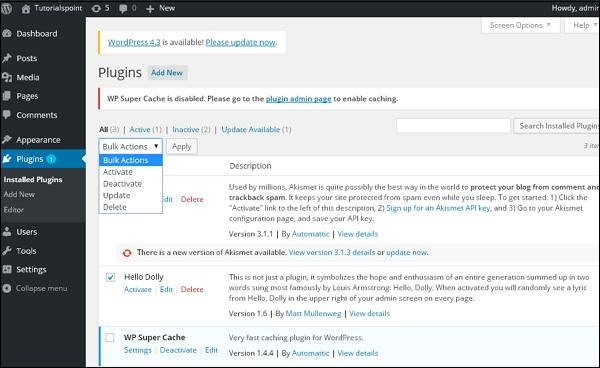 Tutorialspoint 5 + New Howdy, admin
Screen Options Help
WordPress 4.3 is available! Please update now.
Plugins Add New
WP Super Cache is disabled. Please go to the plugin admin page to enable caching.
All (3) | Active (1) | Inactive (2) | Update Available (1)
Search Installed Plugins
Bulk Actions Apply
3 item
Bulk Actions
Activate
Deactivate
Update
Delete
Description
Delete
Used by millions, Akismet is quite possibly the best way in the world to protect your blog from comment and
trackback spam. It keeps your site protected from spam even while you sleep. To get started: 1) Click the
"Activate" link to the left of this description, 2) Sign up for an Akismet API key, and 3) Go to your Akismet
configuration page, and save your API key.
Version 3.1.1 | By Automattic | View details
There is a new version of Akismet available. View version 3.1.3 details or update now.
Hello Dolly
Activate | Edit | Delete
This is not just a plugin, it symbolizes the hope and enthusiasm of an entire generation summed up in two
words sung most famously by Louis Armstrong: Hello, Dolly. When activated you will randomly see a lyric
from Hello, Dolly in the upper right of your admin screen on every page.
Version 1.6 | By Matt Mullenweg | View details
WP Super Cache
Settings | Deactivate | Edit
Very fast caching plugin for WordPress.
Version 1.4.4 | By Automattic | View details
Dashboard
Posts
Media
Pages
Comments
Appearance
Plugins 1
Installed Plugins
Add New
Editor
Users
Tools
Settings
Collapse menu